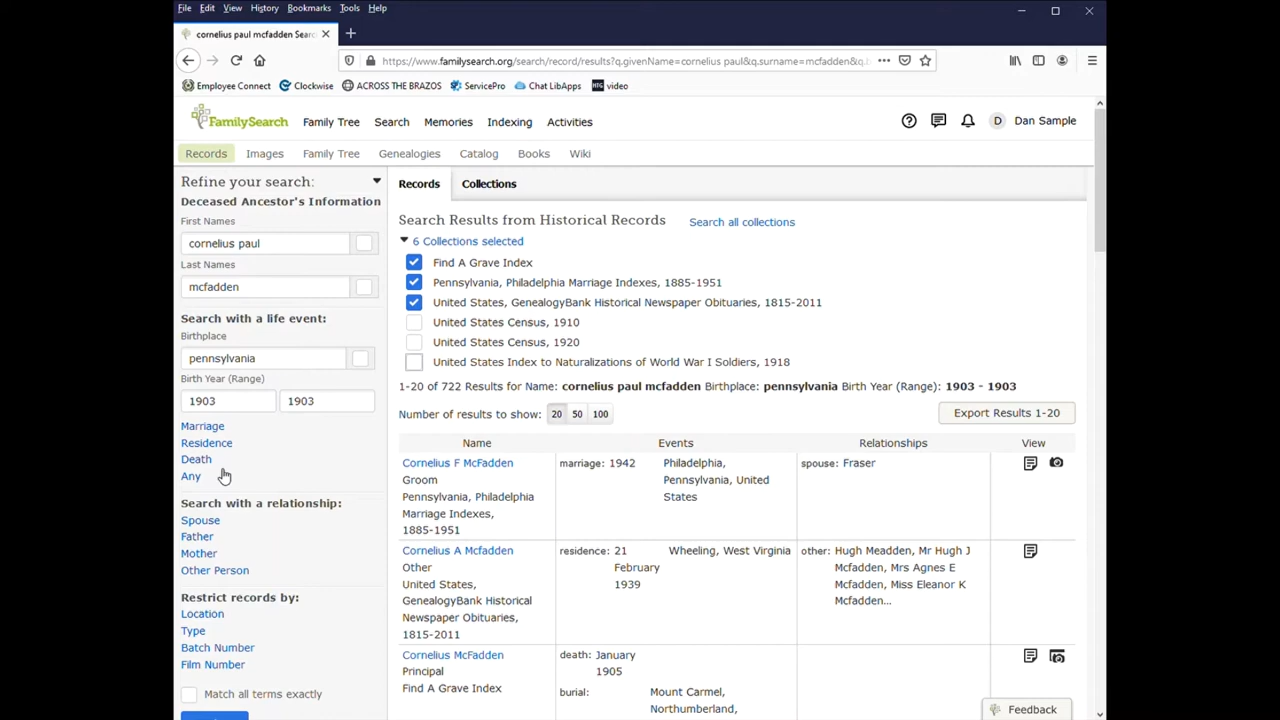 File Edit View History Bookmarks Tools Help
cornelius paul mcfadden Searc
https://www.familysearch.org/search/record/results?q.givenName=cornelius paul&q.surname=mcfadden&q.
Employee Connect Clockwise ACROSS THE BRAZOS ServicePro Chat LibApps video
FamilySearch Family Tree Search Memories Indexing Activities D Dan Sample
Records Images Family Tree Genealogies Catalog Books Wiki
Refine your search:
Deceased Ancestor's Information
First Names
cornelius paul
Last Names
mcfadden
Search with a life event:
Birthplace
pennsylvania
Birth Year (Range)
1903 1903
Marriage
Residence
Death
Any
Search with a relationship:
Spouse
Father
Mother
Other Person
Restrict records by:
Location
Type
Batch Number
Film Number
Match all terms exactly
Records Collections
Search Results from Historical Records Search all collections
6 Collections selected
Find A Grave Index
Pennsylvania, Philadelphia Marriage Indexes, 1885-1951
United States, GenealogyBank Historical Newspaper Obituaries, 1815-2011
United States Census, 1910
United States Census, 1920
United States Index to Naturalizations of World War I Soldiers, 1918
1-20 of 722 Results for Name: cornelius paul mcfadden Birthplace: pennsylvania Birth Year (Range): 1903 - 1903
Number of results to show: 20 50 100 Export Results 1-20
Name Events Relationships View
Cornelius F McFadden marriage: 1942 Philadelphia, spouse: Fraser
Groom Pennsylvania, United
Pennsylvania, Philadelphia States
Marriage Indexes,
1885-1951
Cornelius A Mcfadden residence: 21 Wheeling, West Virginia other: Hugh Meadden, Mr Hugh J
Other February Mcfadden, Mrs Agnes E
United States, 1939 Mcfadden, Miss Eleanor K
GenealogyBank Historical Mcfadden...
Newspaper Obituaries,
1815-2011
Cornelius McFadden death: January
Principal 1905
Find A Grave Index burial: Mount Carmel,
Northumberland,
Feedback